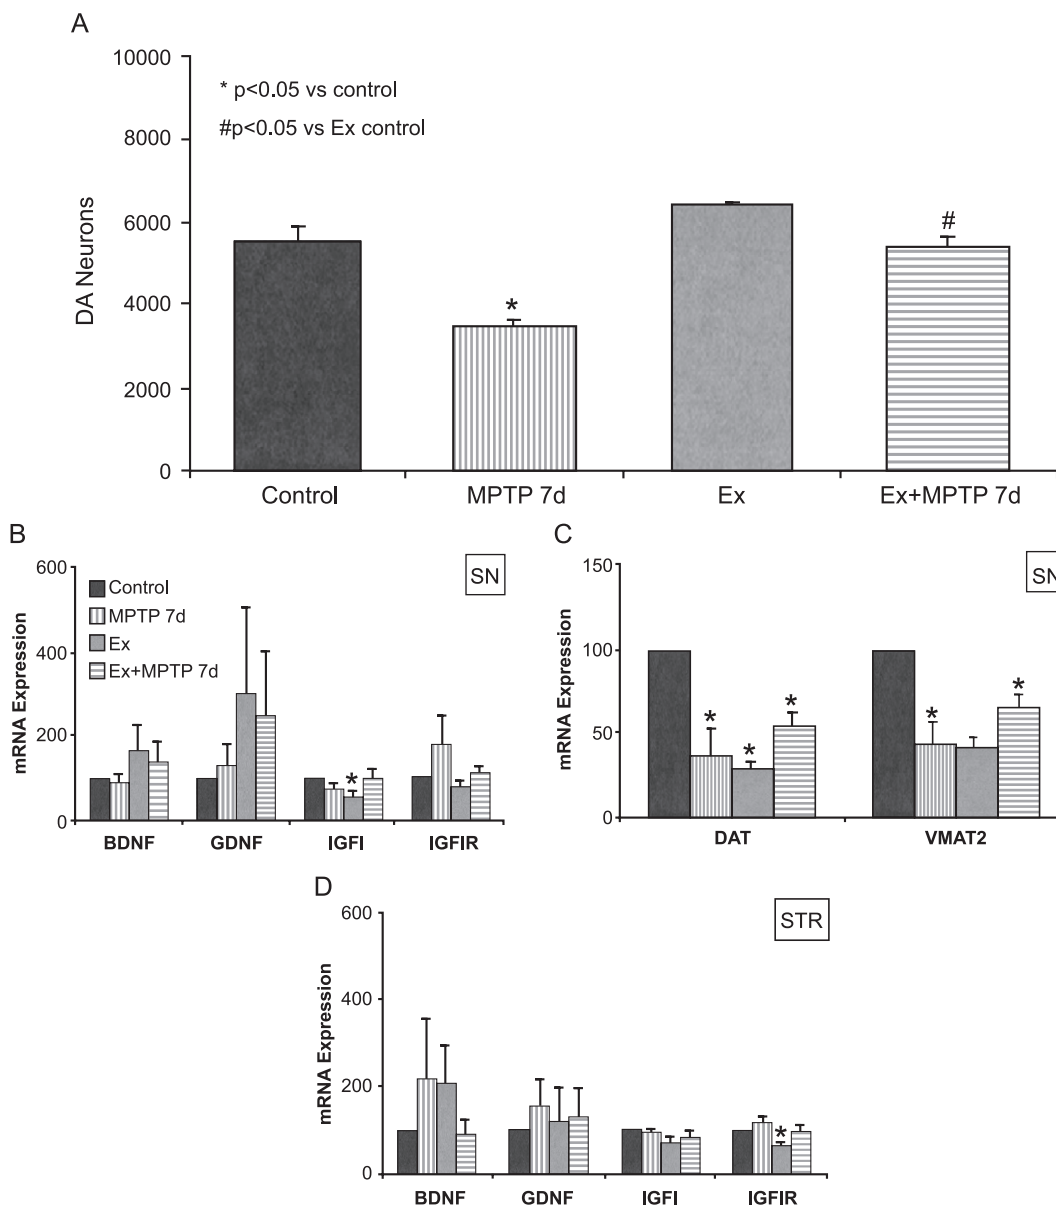 A
10000
8000
6000
4000
2000
0
DA Neurons
* p<0.05 vs control
#p<0.05 vs Ex control
*
#
Control MPTP 7d Ex Ex+MPTP 7d
B
600
400
200
0
mRNA Expression
SN
Control
MPTP 7d
Ex
Ex+MPTP 7d
*
BDNF GDNF IGFI IGFIR
C
150
100
50
0
mRNA Expression
SN
* * * * *
DAT VMAT2
D
600
400
200
0
mRNA Expression
STR
*
BDNF GDNF IGFI IGFIR